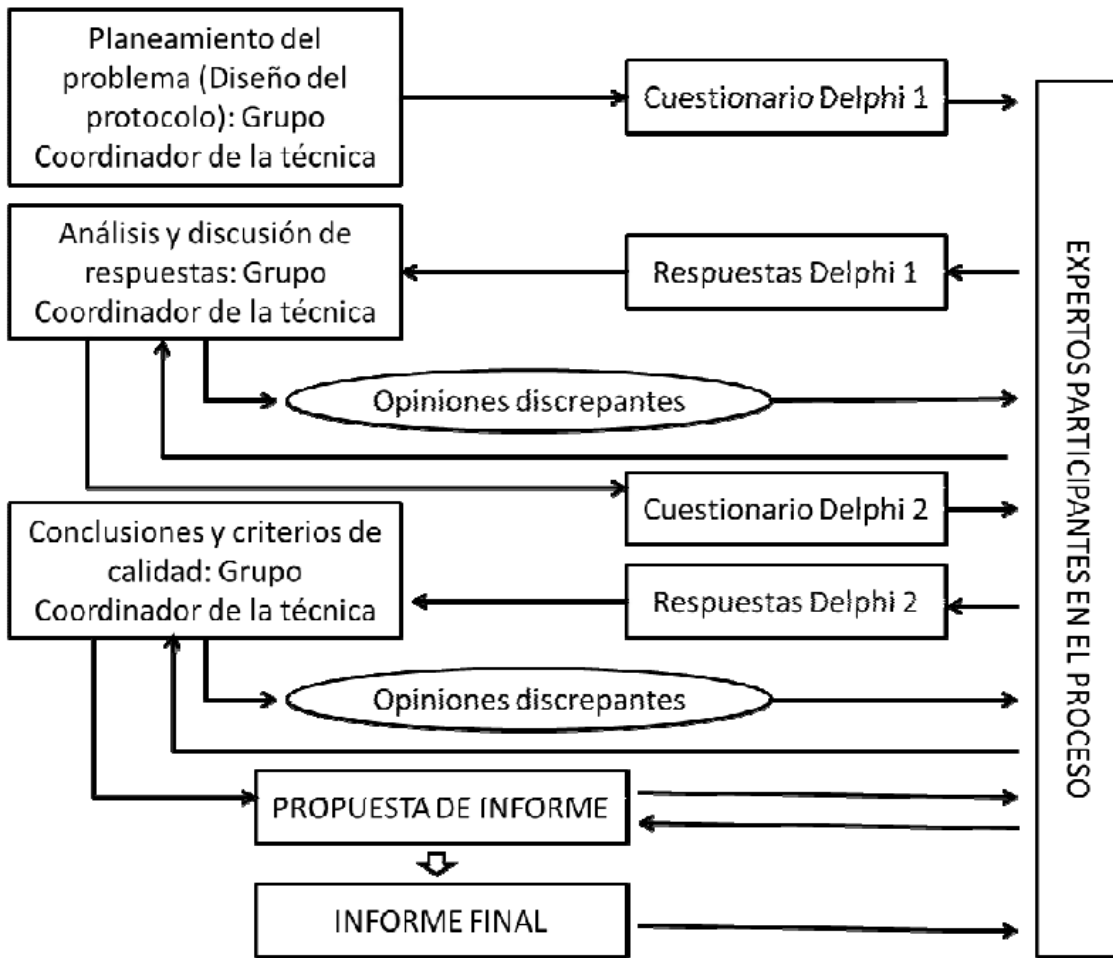 Planeamiento del
problema (Diseño del
protocolo): Grupo
Coordinador de la técnica
Cuestionario Delphi 1
Análisis y discusión de
respuestas: Grupo
Coordinador de la técnica
Respuestas Delphi 1
Opiniones discrepantes
Cuestionario Delphi 2
Conclusiones y criterios de
calidad: Grupo
Coordinador de la técnica
Respuestas Delphi 2
Opiniones discrepantes
PROPUESTA DE INFORME
INFORME FINAL
EXPERTOS PARTICIPANTES EN EL PROCESO